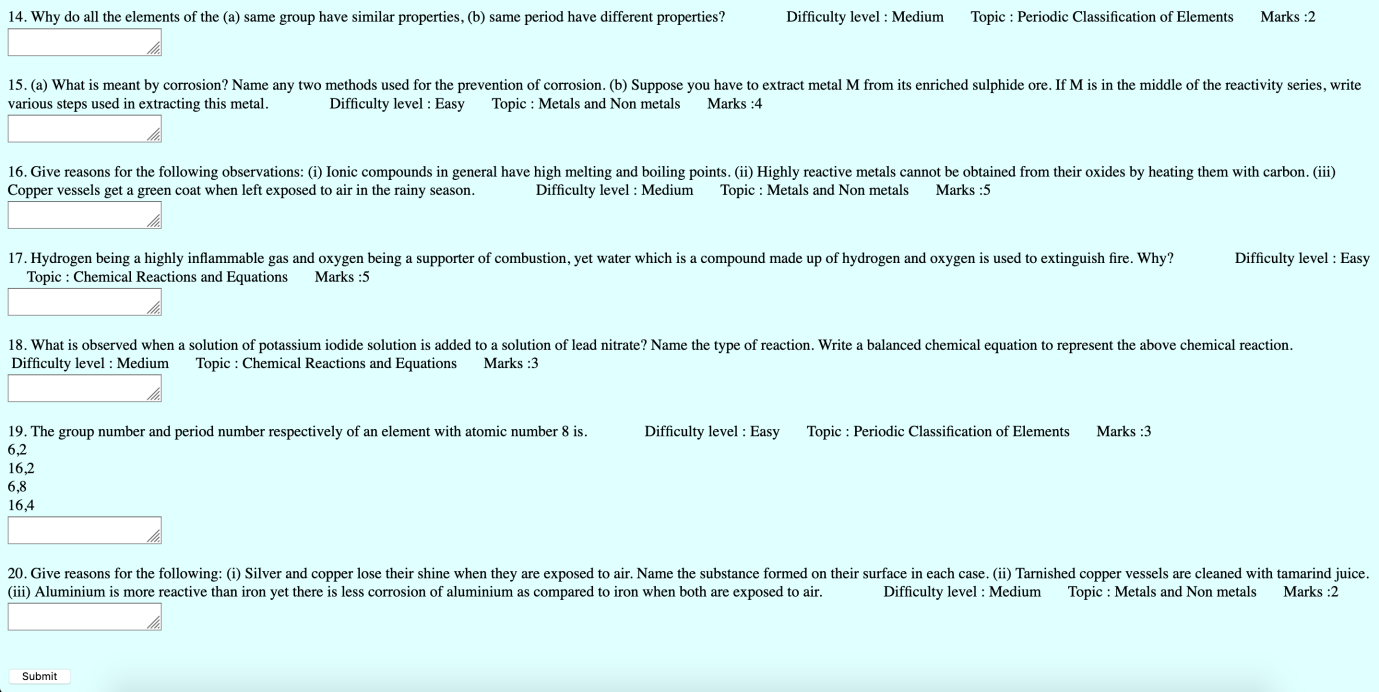 14. Why do all the elements of the (a) same group have similar properties, (b) same period have different properties? Difficulty level : Medium Topic : Periodic Classification of Elements Marks :2
15. (a) What is meant by corrosion? Name any two methods used for the prevention of corrosion. (b) Suppose you have to extract metal M from its enriched sulphide ore. If M is in the middle of the reactivity series, write
various steps used in extracting this metal. Difficulty level : Easy Topic : Metals and Non metals Marks :4
16. Give reasons for the following observations: (i) Ionic compounds in general have high melting and boiling points. (ii) Highly reactive metals cannot be obtained from their oxides by heating them with carbon. (iii)
Copper vessels get a green coat when left exposed to air in the rainy season. Difficulty level : Medium Topic : Metals and Non metals Marks :5
17. Hydrogen being a highly inflammable gas and oxygen being a supporter of combustion, yet water which is a compound made up of hydrogen and oxygen is used to extinguish fire. Why? Difficulty level : Easy
Topic : Chemical Reactions and Equations Marks :5
18. What is observed when a solution of potassium iodide solution is added to a solution of lead nitrate? Name the type of reaction. Write a balanced chemical equation to represent the above chemical reaction.
Difficulty level : Medium Topic : Chemical Reactions and Equations Marks :3
19. The group number and period number respectively of an element with atomic number 8 is. Difficulty level : Easy Topic : Periodic Classification of Elements Marks :3
6,2
16,2
6,8
16,4
20. Give reasons for the following: (i) Silver and copper lose their shine when they are exposed to air. Name the substance formed on their surface in each case. (ii) Tarnished copper vessels are cleaned with tamarind juice.
(iii) Aluminium is more reactive than iron yet there is less corrosion of aluminium as compared to iron when both are exposed to air. Difficulty level : Medium Topic : Metals and Non metals Marks :2
Submit